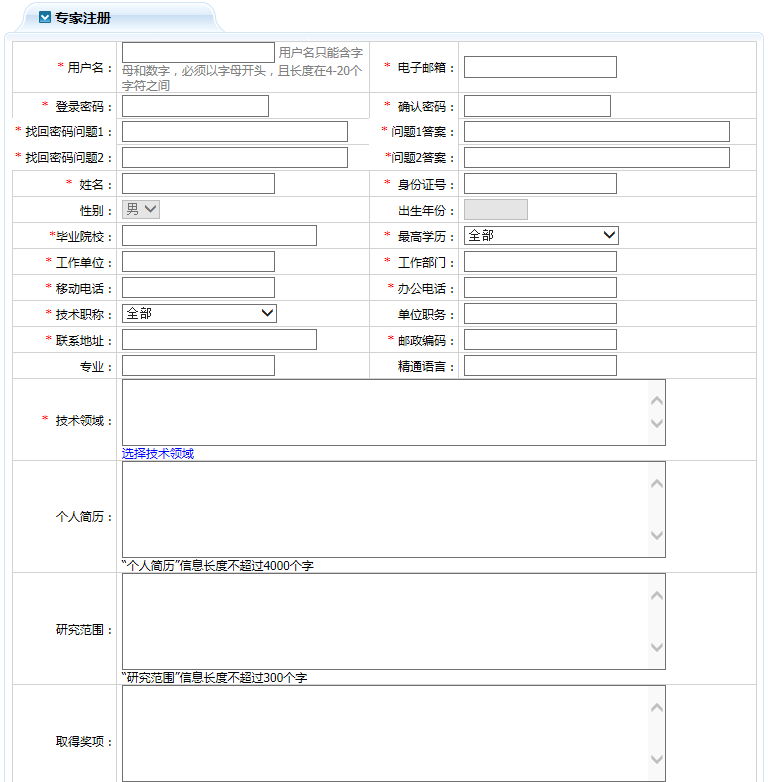 专家注册
* 用户名： 用户名只能含字
母和数字，必须以字母开头，且长度在4-20个
字符之间
* 电子邮箱：
* 登录密码： * 确认密码：
* 找回密码问题1： * 问题1答案：
* 找回密码问题2： *问题2答案：
* 姓名： * 身份证号：
性别： 男 出生年份：
*毕业院校： * 最高学历： 全部
* 工作单位： * 工作部门：
* 移动电话： * 办公电话：
* 技术职称： 全部 单位职务：
* 联系地址： * 邮政编码：
专业： 精通语言：
* 技术领域：
选择技术领域
个人简历：
“个人简历”信息长度不超过4000个字
研究范围：
“研究范围”信息长度不超过300个字
取得奖项：